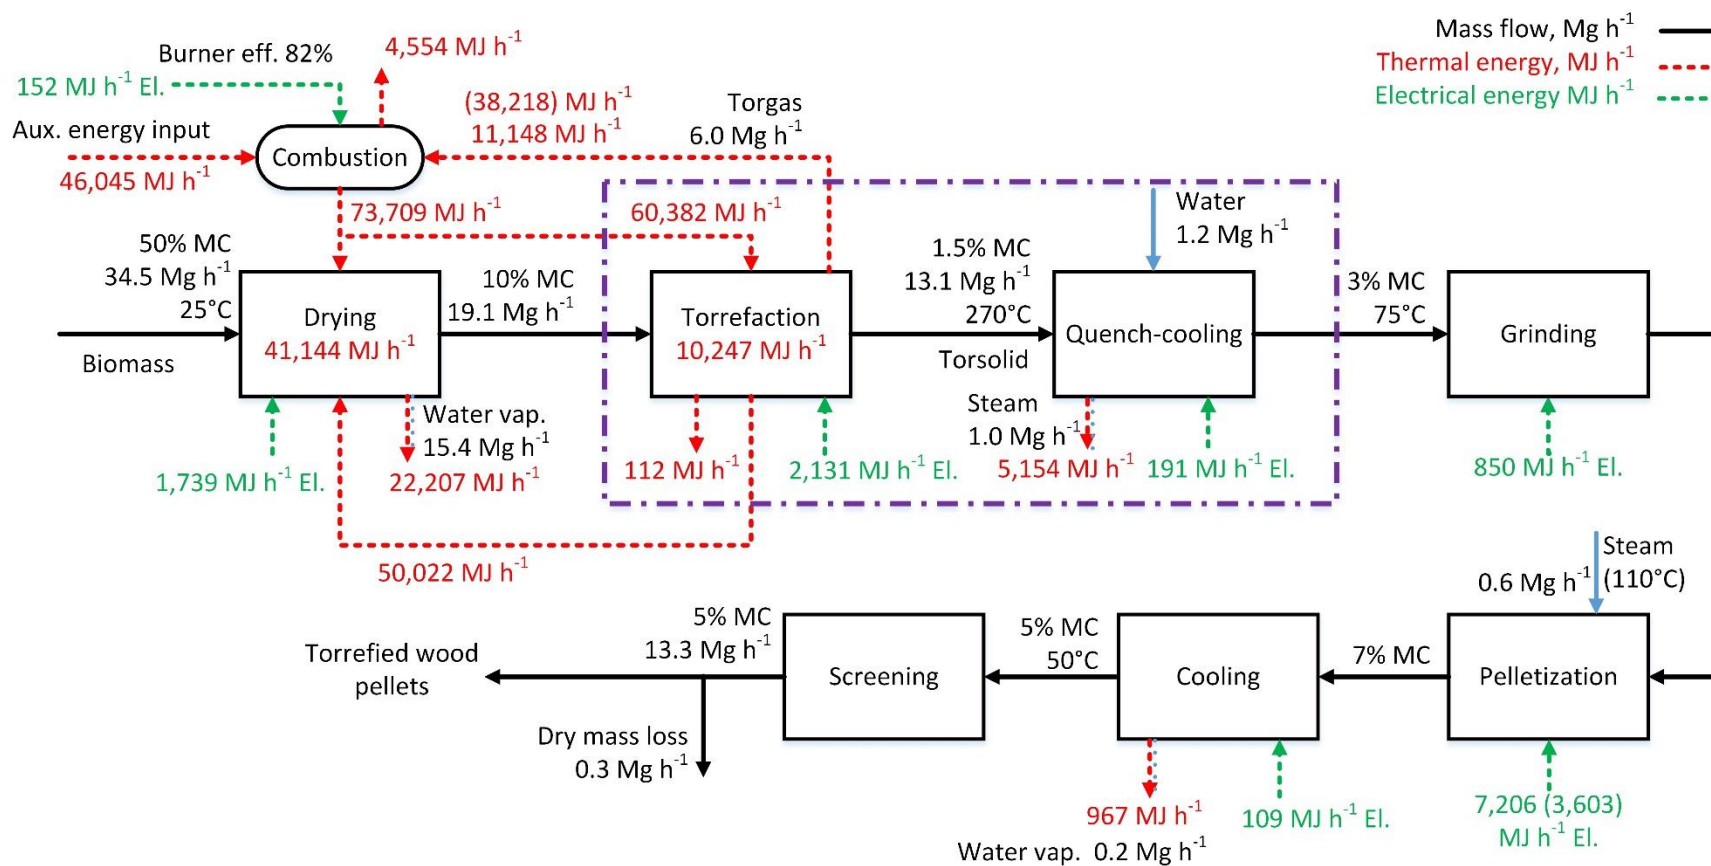 Mass flow, Mg h⁻¹
Thermal energy, MJ h⁻¹
Electrical energy MJ h⁻¹
Burner eff. 82%
4,554 MJ h⁻¹
152 MJ h⁻¹ El.
(38,218) MJ h⁻¹
11,148 MJ h⁻¹
Torgas
6.0 Mg h⁻¹
Aux. energy input
46,045 MJ h⁻¹
Combustion
73,709 MJ h⁻¹
60,382 MJ h⁻¹
Water
1.2 Mg h⁻¹
50% MC
34.5 Mg h⁻¹
25°C
Biomass
Drying
41,144 MJ h⁻¹
10% MC
19.1 Mg h⁻¹
Torrefaction
10,247 MJ h⁻¹
1.5% MC
13.1 Mg h⁻¹
270°C
Torsolid
Quench-cooling
3% MC
75°C
Grinding
1,739 MJ h⁻¹ El.
Water vap.
15.4 Mg h⁻¹
22,207 MJ h⁻¹
112 MJ h⁻¹
2,131 MJ h⁻¹ El.
Steam
1.0 Mg h⁻¹
5,154 MJ h⁻¹
191 MJ h⁻¹ El.
850 MJ h⁻¹ El.
50,022 MJ h⁻¹
Steam
(110°C)
0.6 Mg h⁻¹
Torrefied wood
pellets
5% MC
13.3 Mg h⁻¹
Dry mass loss
0.3 Mg h⁻¹
Screening
5% MC
50°C
Cooling
7% MC
Pelletization
967 MJ h⁻¹
Water vap. 0.2 Mg h⁻¹
109 MJ h⁻¹ El.
7,206 (3,603)
MJ h⁻¹ El.